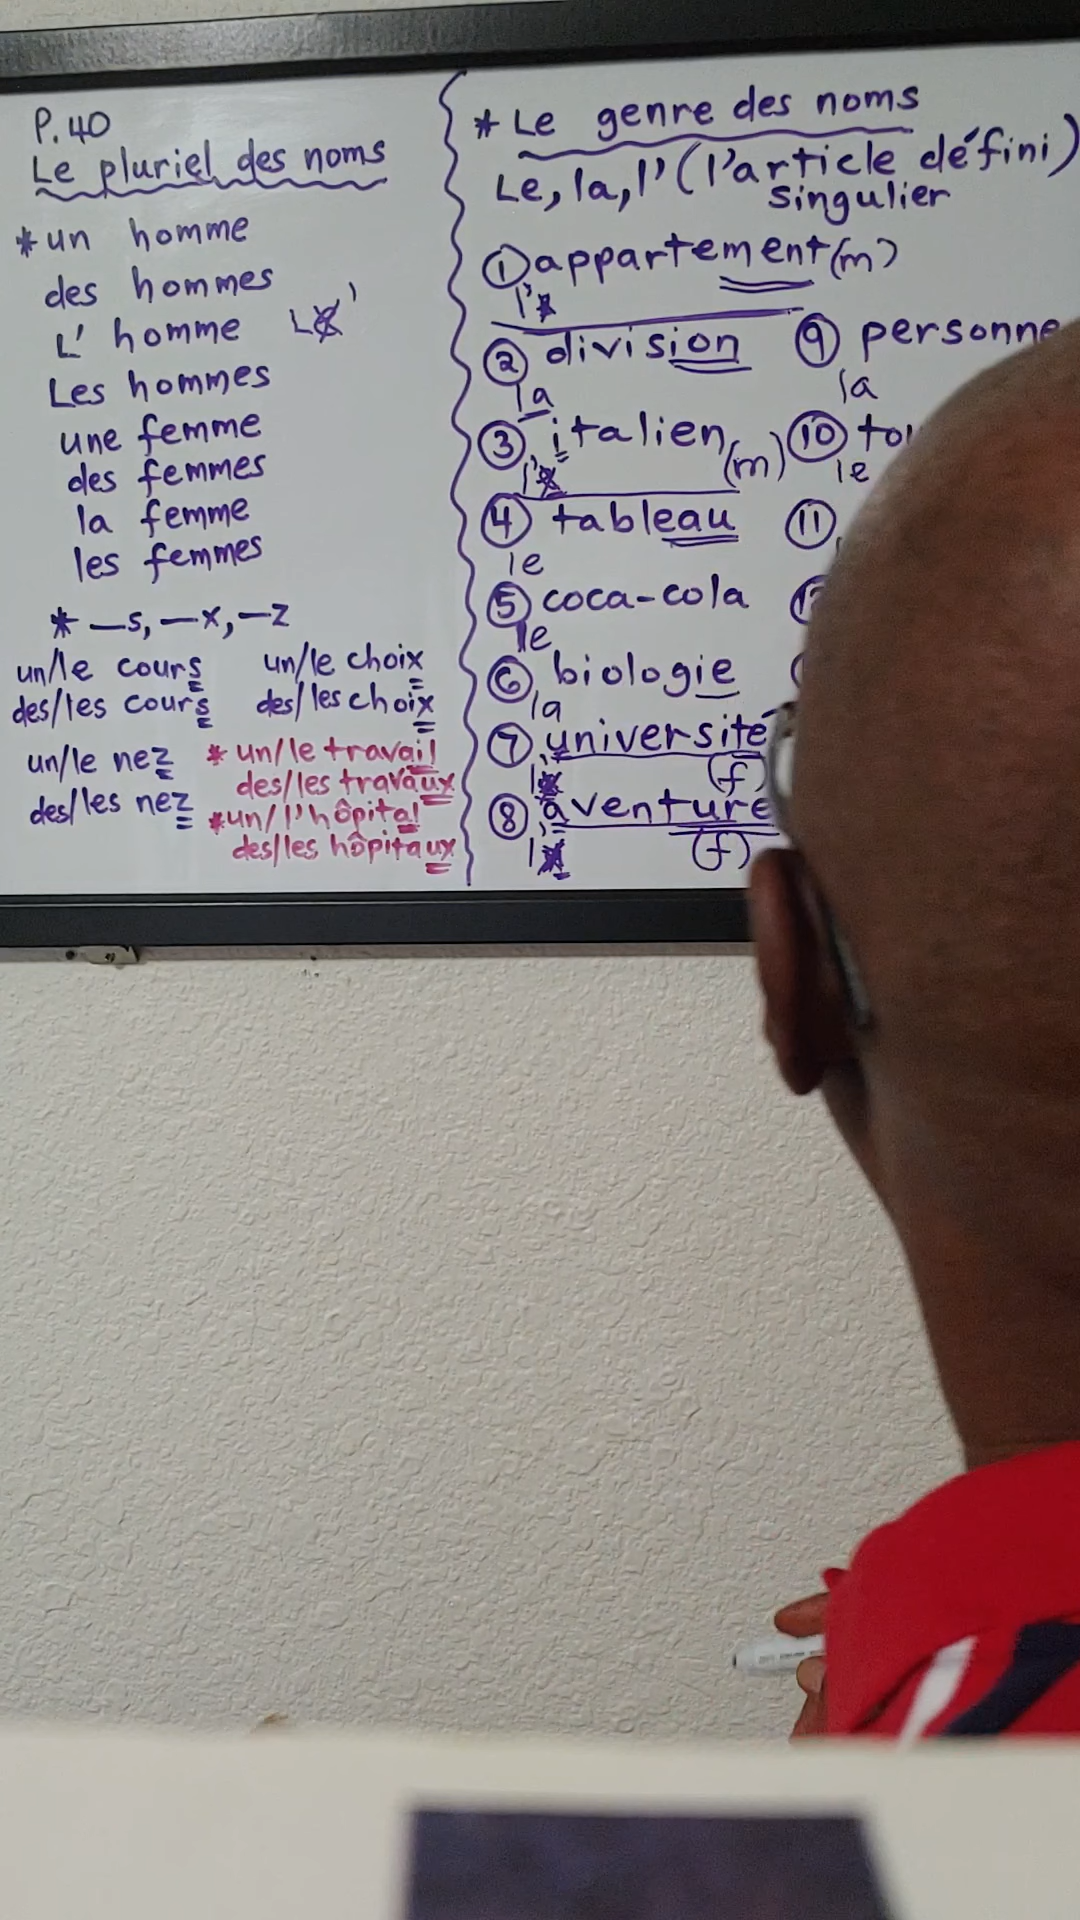 P.40
Le pluriel des noms
*un homme
des hommes
L' homme Le'
Les hommes
une femme
des femmes
la femme
les femmes
* —s, —x, —z
un/le cours un/le choix
des/les cours des/les choix
un/le nez
des/les nez
* un/le travail
des/les travaux
*un/l'hôpital
des/les hôpitaux
* Le genre des noms
Le, la, l' (l'article défini)
singulier
① appartement (m)
l'
② division
la
③ italien (m)
l'
④ tableau
le
⑤ coca-cola
le
⑥ biologie
la
⑦ université
l' (f)
⑧ aventure
l' (f)
⑨ personne
la
⑩
le
⑪